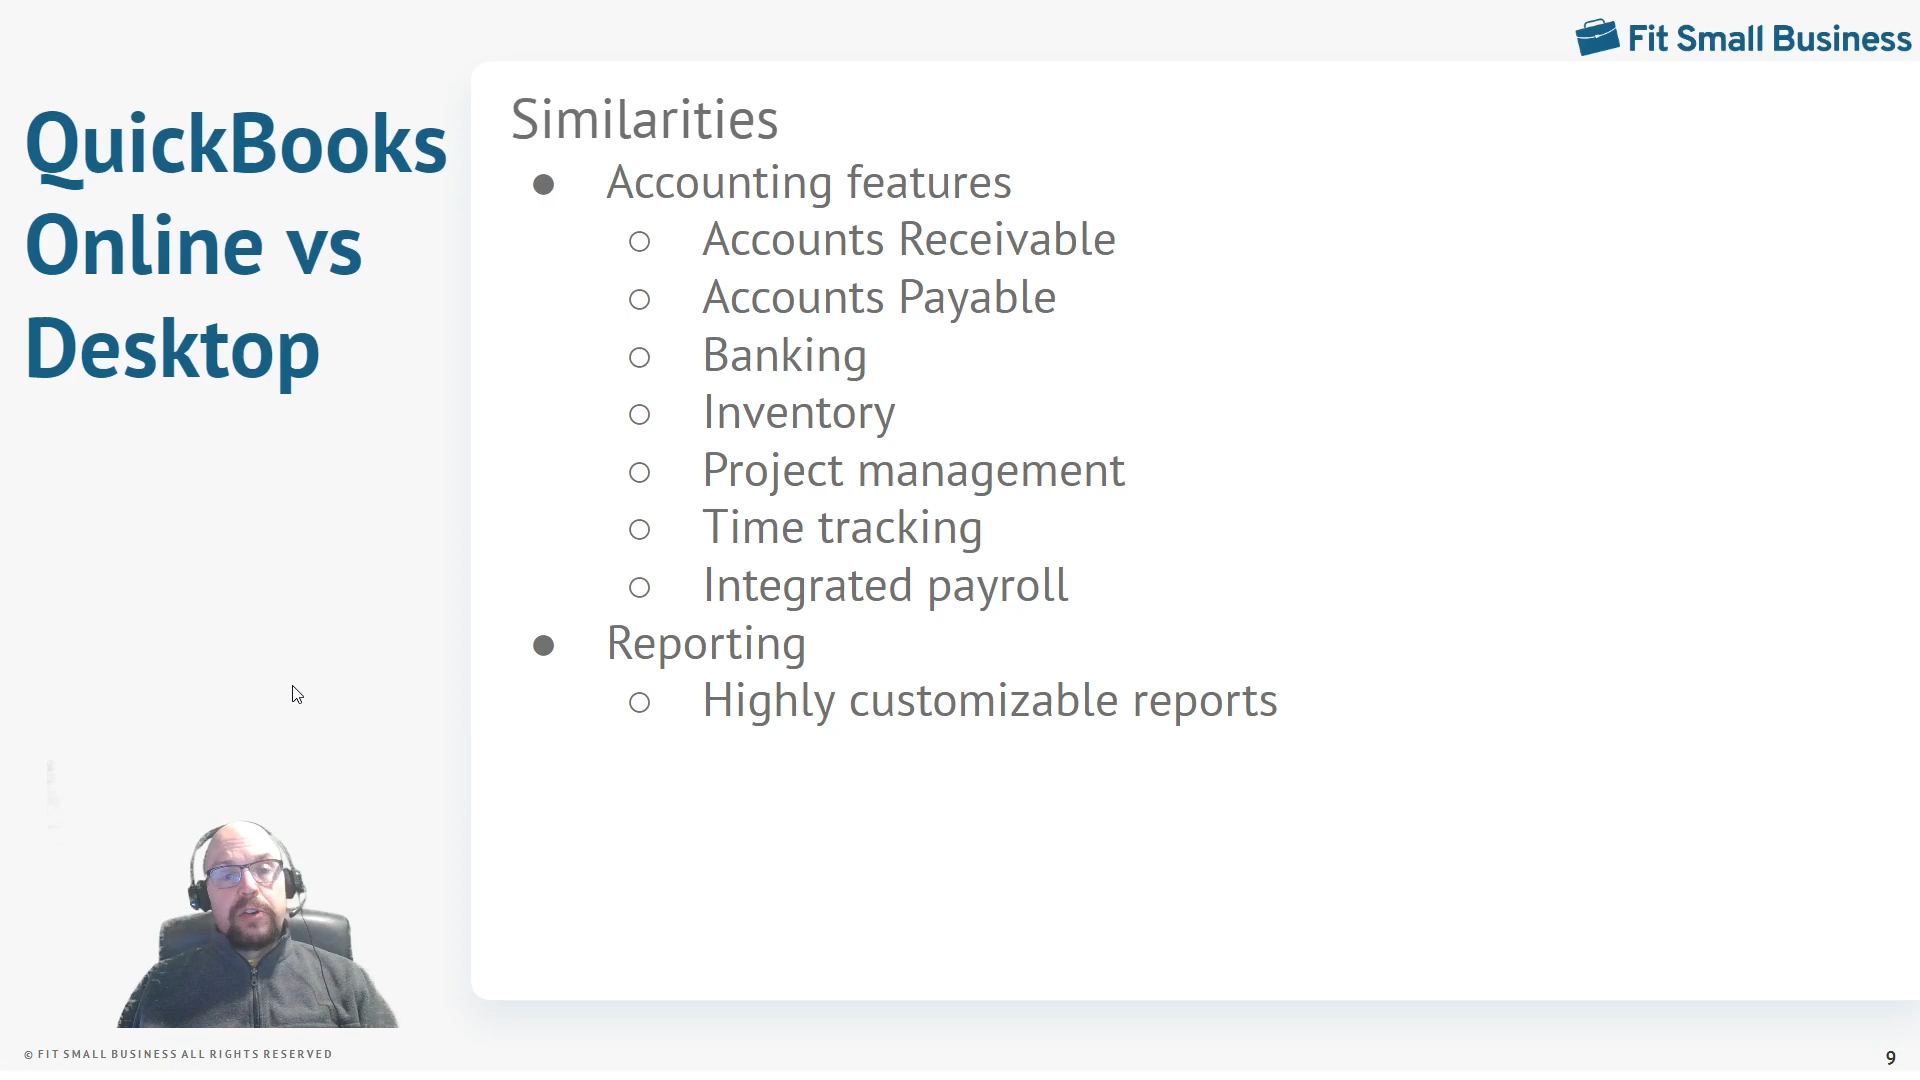 Fit Small Business
QuickBooks
Online vs
Desktop
Similarities
● Accounting features
○ Accounts Receivable
○ Accounts Payable
○ Banking
○ Inventory
○ Project management
○ Time tracking
○ Integrated payroll
● Reporting
○ Highly customizable reports
© FIT SMALL BUSINESS ALL RIGHTS RESERVED
9